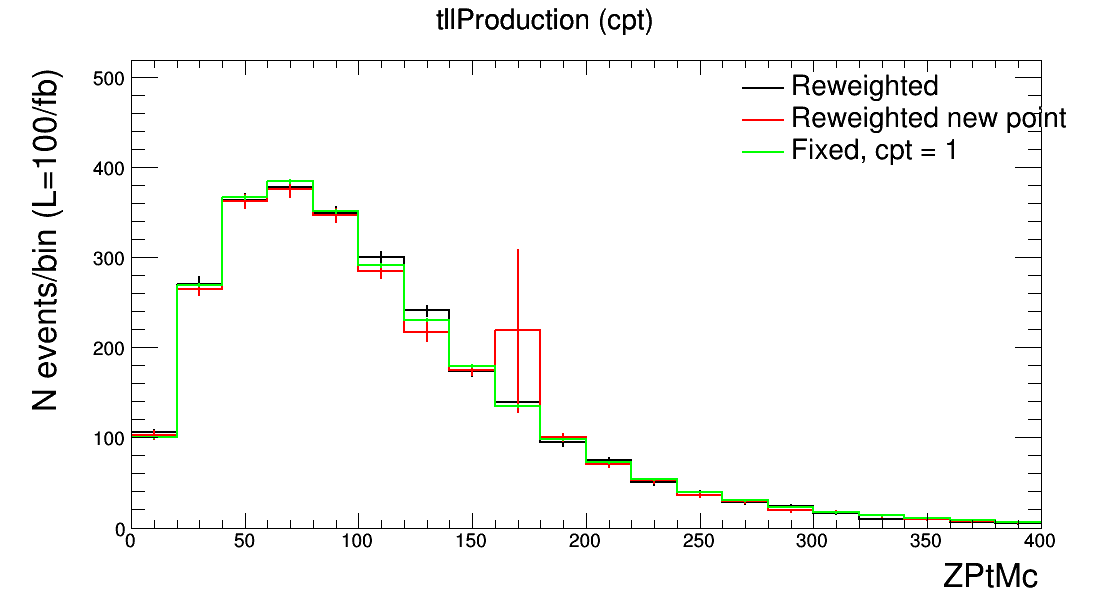 tllProduction (cpt)
N events/bin (L=100/fb)
500
400
300
200
100
0
Reweighted
Reweighted new point
Fixed, cpt = 1
0 50 100 150 200 250 300 350 400
ZPtMc